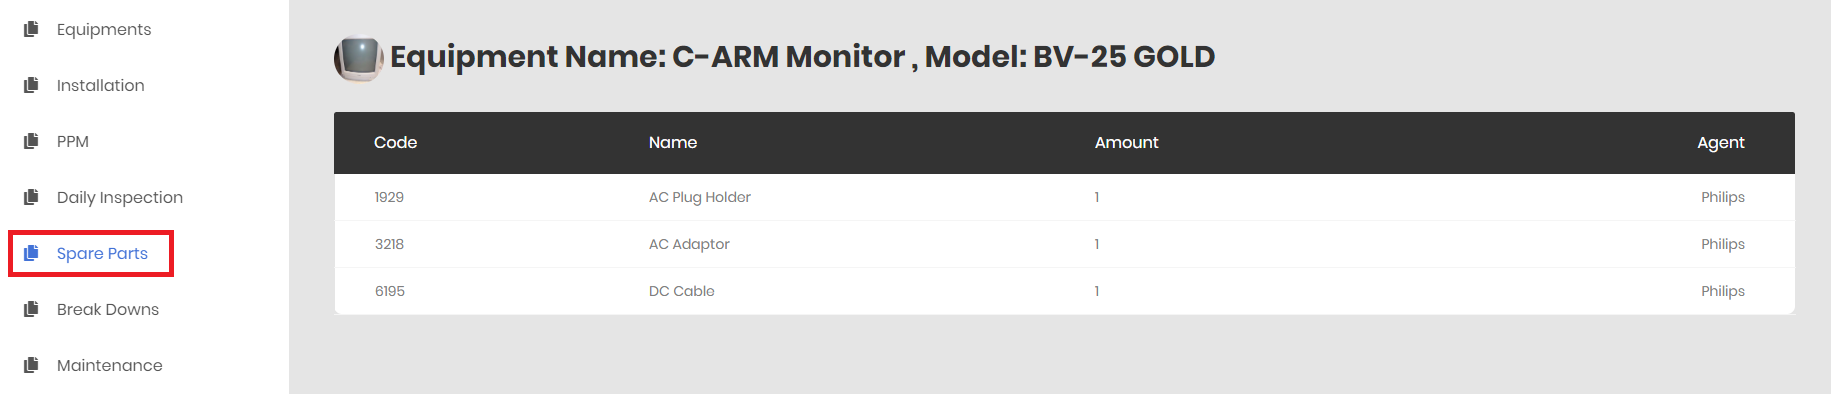 Equipments
Installation
PPM
Daily Inspection
Spare Parts
Break Downs
Maintenance
Equipment Name: C-ARM Monitor , Model: BV-25 GOLD
Code Name Amount Agent
1929 AC Plug Holder 1 Philips
3218 AC Adaptor 1 Philips
6195 DC Cable 1 Philips